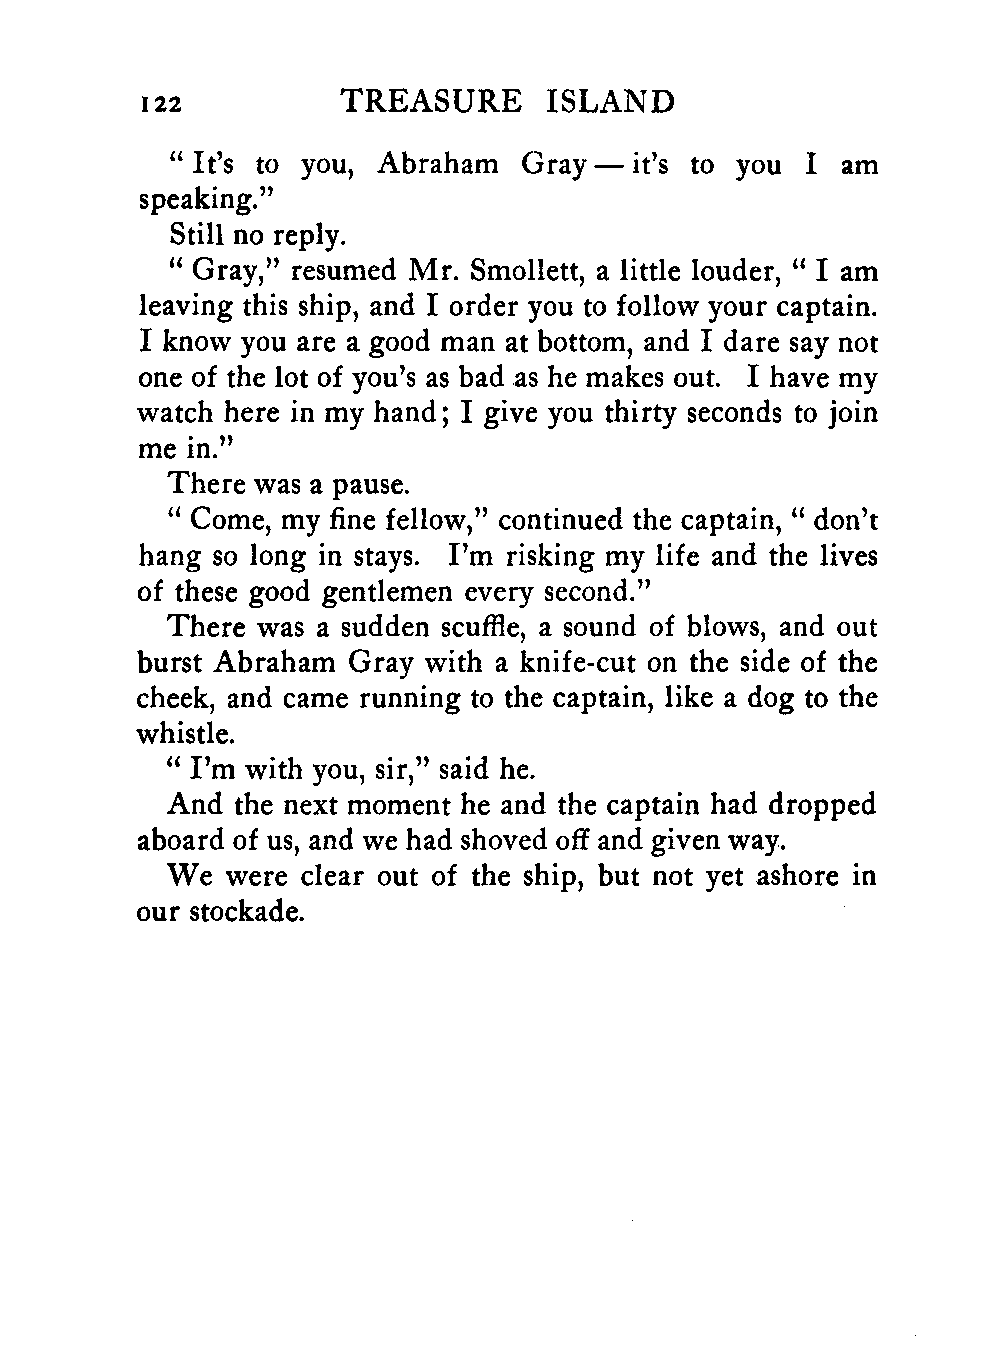 122 TREASURE ISLAND
“ It’s to you, Abraham Gray — it’s to you I am
speaking.”
Still no reply.
“ Gray,” resumed Mr. Smollett, a little louder, “ I am
leaving this ship, and I order you to follow your captain.
I know you are a good man at bottom, and I dare say not
one of the lot of you’s as bad as he makes out. I have my
watch here in my hand; I give you thirty seconds to join
me in.”
There was a pause.
“ Come, my fine fellow,” continued the captain, “ don’t
hang so long in stays. I’m risking my life and the lives
of these good gentlemen every second.”
There was a sudden scuffle, a sound of blows, and out
burst Abraham Gray with a knife-cut on the side of the
cheek, and came running to the captain, like a dog to the
whistle.
“ I’m with you, sir,” said he.
And the next moment he and the captain had dropped
aboard of us, and we had shoved off and given way.
We were clear out of the ship, but not yet ashore in
our stockade.